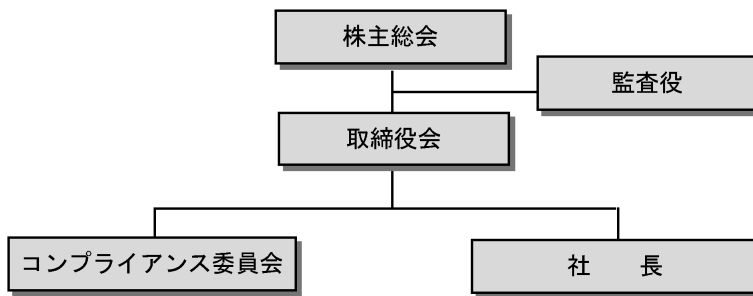 株主総会
監査役
取締役会
コンプライアンス委員会
社　　長